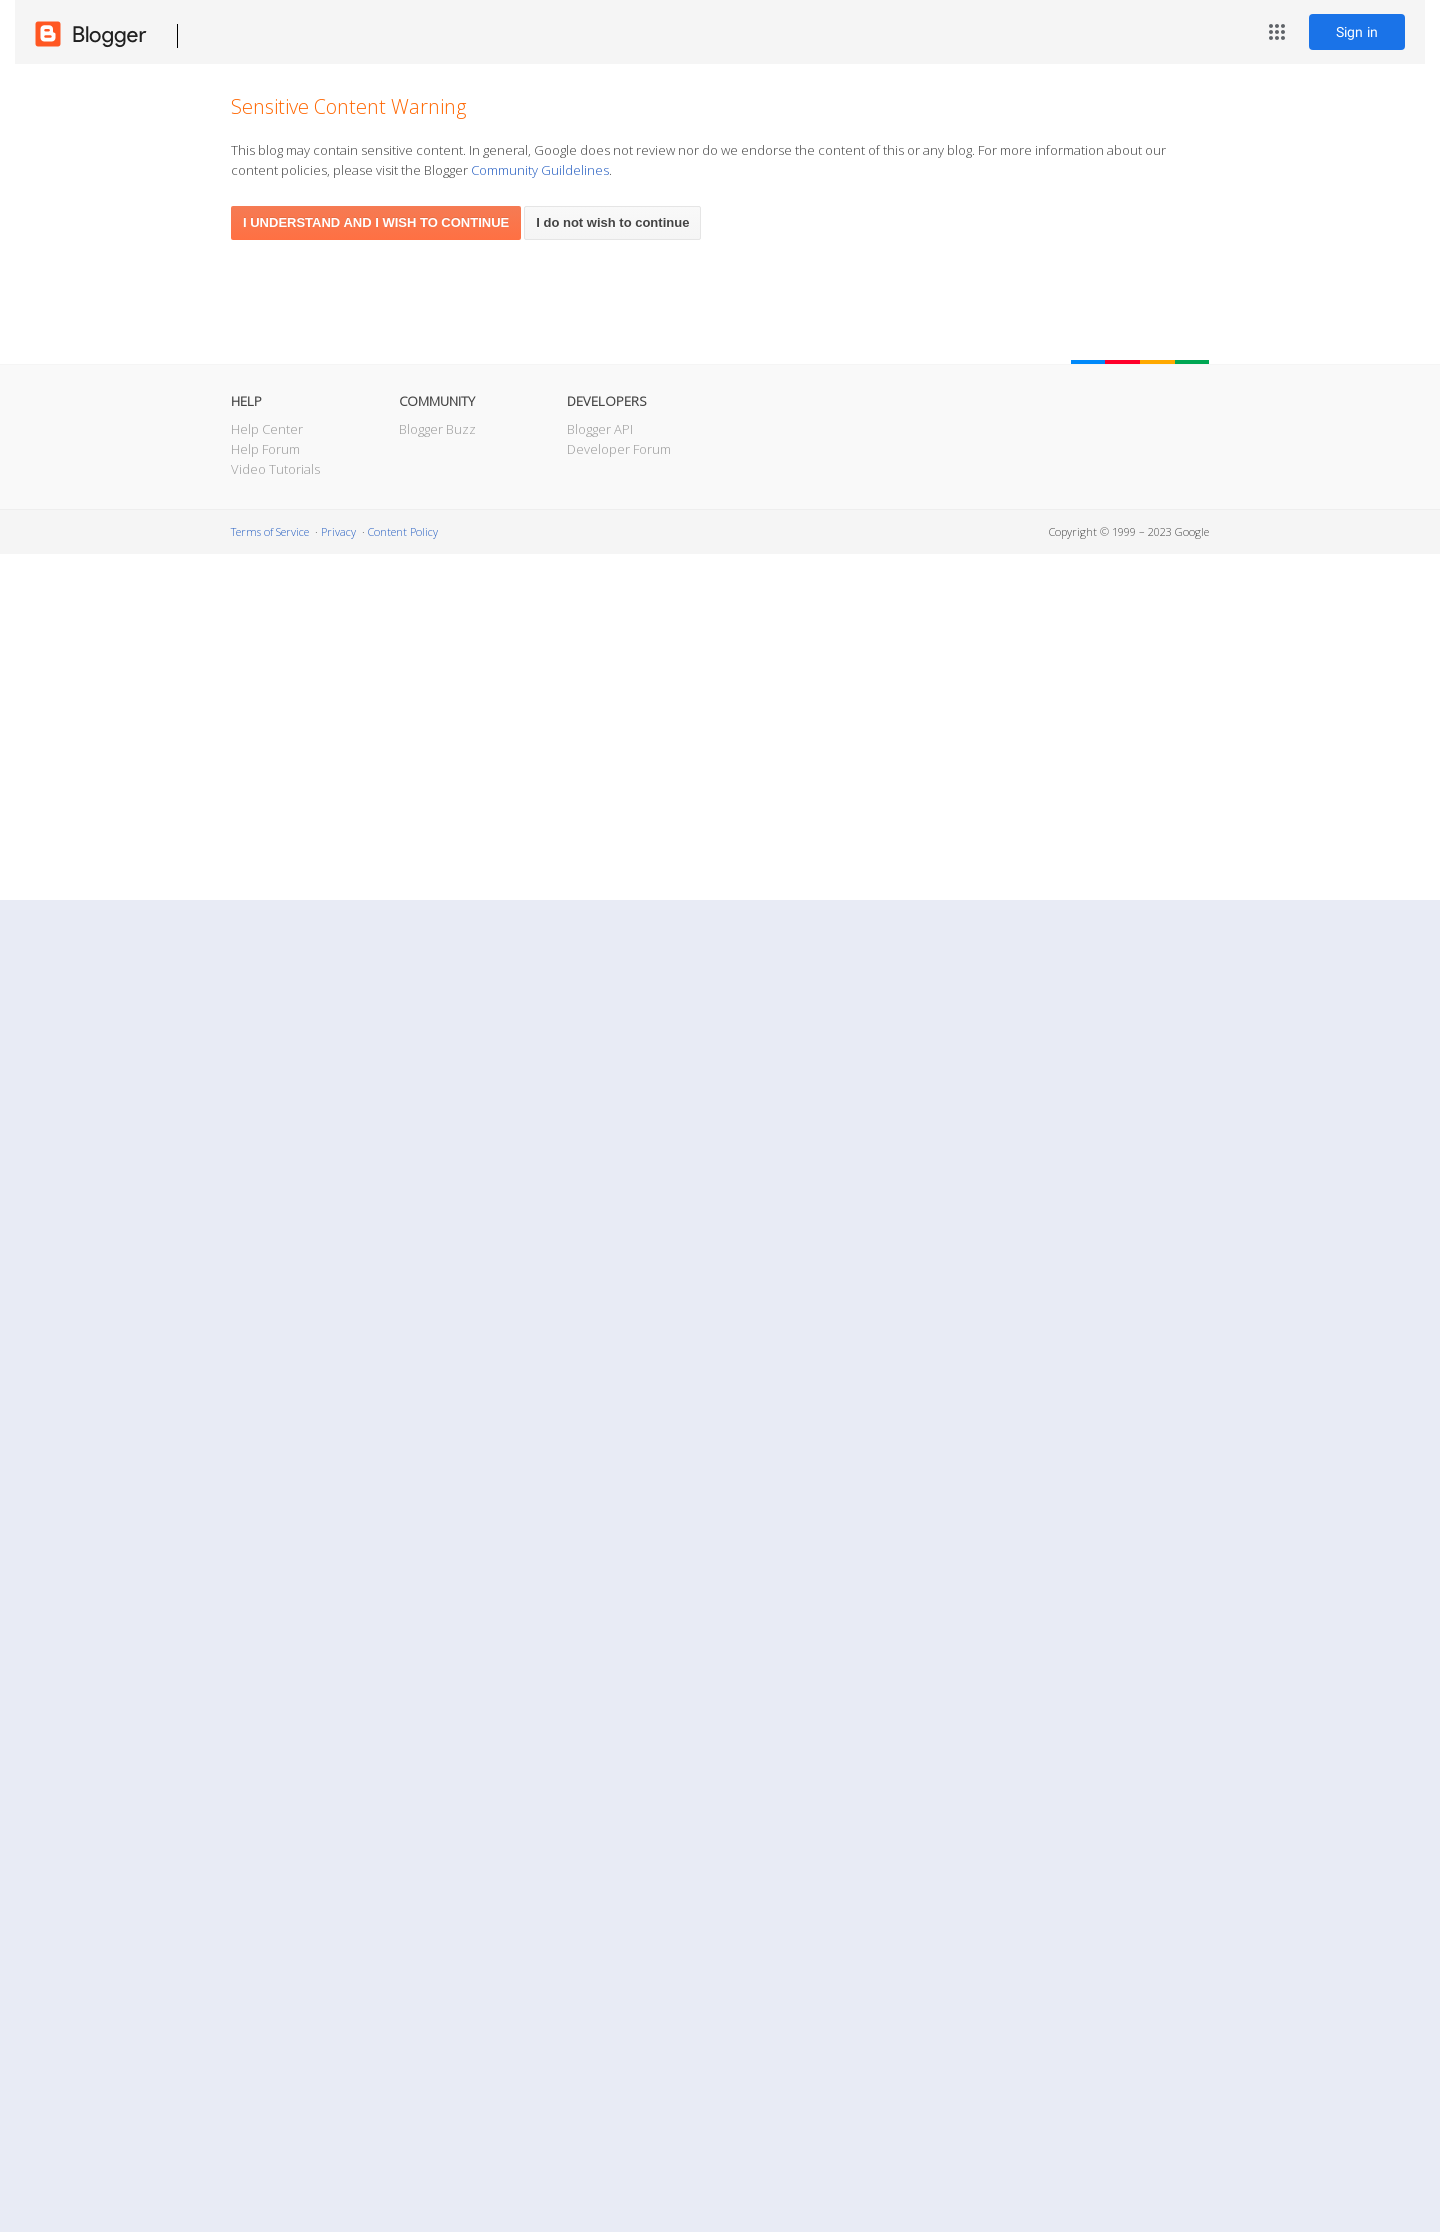 Blogger
Sign in
Sensitive Content Warning
This blog may contain sensitive content. In general, Google does not review nor do we endorse the content of this or any blog. For more information about our
content policies, please visit the Blogger Community Guildelines.
I UNDERSTAND AND I WISH TO CONTINUE I do not wish to continue
HELP COMMUNITY DEVELOPERS
Help Center Blogger Buzz Blogger API
Help Forum Developer Forum
Video Tutorials
Terms of Service · Privacy · Content Policy Copyright © 1999 – 2023 Google